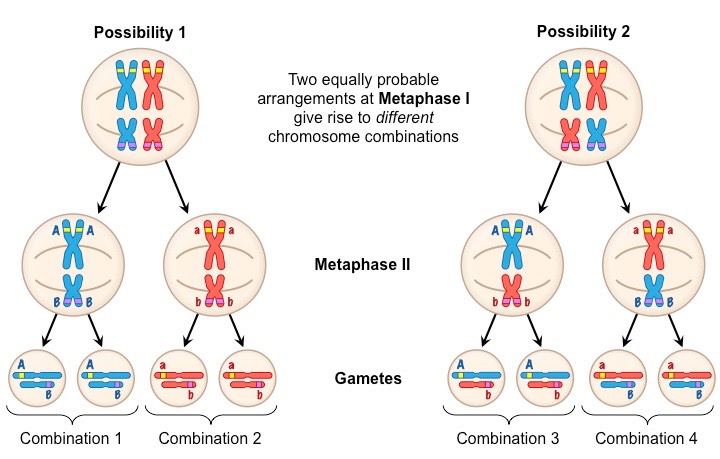 Possibility 1
Possibility 2
Two equally probable
arrangements at Metaphase I
give rise to different
chromosome combinations
A A
a a
A A
a a
Metaphase II
B B
b b
b b
B B
A
A
a
a
A
A
a
a
Gametes
B
B
b
b
b
b
B
B
Combination 1
Combination 2
Combination 3
Combination 4